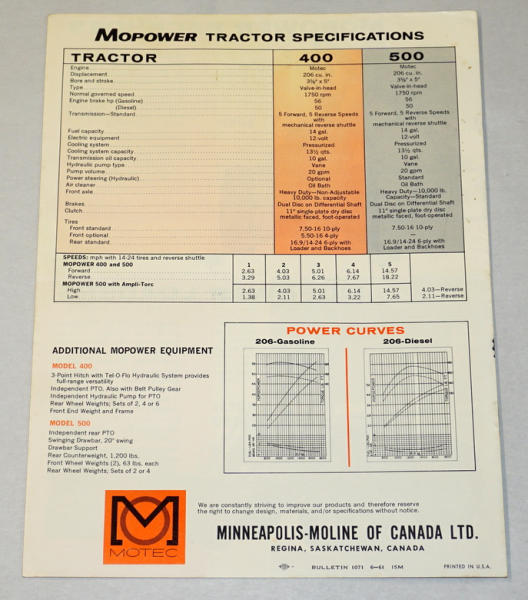 MOPOWER TRACTOR SPECIFICATIONS
TRACTOR 400 500
Engine Motec Motec
Displacement 206 cu. in. 206 cu. in.
Bore and stroke 3⅝" x 5" 3⅝" x 5"
Type Valve-in-head Valve-in-head
Normal governed speed 1750 rpm 1750 rpm
Engine brake hp (Gasoline) 56 56
(Diesel) 50 50
Transmission—Standard 5 Forward, 5 Reverse Speeds 5 Forward, 5 Reverse Speeds
with with
mechanical reverse shuttle mechanical reverse shuttle
Fuel capacity 14 gal. 14 gal.
Electric equipment 12-volt 12-volt
Cooling system Pressurized Pressurized
Cooling system capacity 13½ qts. 13½ qts.
Transmission oil capacity 10 gal. 10 gal.
Hydraulic pump type Vane Vane
Pump volume 20 gpm 20 gpm
Power steering (Hydraulic) Optional Standard
Air cleaner Oil Bath Oil Bath
Front axle Heavy Duty—Non-Adjustable Heavy Duty—10,000 lb.
10,000 lb. capacity Capacity—Standard
Brakes Dual Disc on Differential Shaft Dual Disc on Differential Shaft
Clutch 11" single plate dry disc 11" single plate dry disc
metallic faced, foot-operated metallic faced, foot-operated
Tires
Front standard 7.50-16 10-ply 7.50-16 10-ply
Front optional 5.50-16 4-ply —
Rear standard 16.9/14-24 6-ply with 16.9/14-24 6-ply with
Loader and Backhoes Loader and Backhoes
SPEEDS: mph with 14-24 tires and reverse shuttle
MOPOWER 400 and 500 1 2 3 4 5
Forward 2.63 4.03 5.01 6.14 14.57
Reverse 3.29 5.03 6.26 7.67 18.22
MOPOWER 500 with Ampli-Torc
High 2.63 4.03 5.01 6.14 14.57 4.03—Reverse
Low 1.38 2.11 2.63 3.22 7.65 2.11—Reverse
POWER CURVES
206-Gasoline 206-Diesel
ADDITIONAL MOPOWER EQUIPMENT
MODEL 400
3-Point Hitch with Tel-O-Flo Hydraulic System provides
full-range versatility
Independent PTO, Also with Belt Pulley Gear
Independent Hydraulic Pump for PTO
Rear Wheel Weights; Sets of 2, 4 or 6
Front End Weight and Frame
MODEL 500
Independent rear PTO
Swinging Drawbar, 20° swing
Drawbar Support
Rear Counterweight, 1,200 lbs.
Front Wheel Weights (2), 63 lbs. each
Rear Wheel Weights; Sets of 2 or 4
MOTEC
We are constantly striving to improve our products and therefore reserve
the right to change design, materials, and/or specifications without notice.
MINNEAPOLIS-MOLINE OF CANADA LTD.
REGINA, SASKATCHEWAN, CANADA
BULLETIN 1071 6—61 15M PRINTED IN U.S.A.